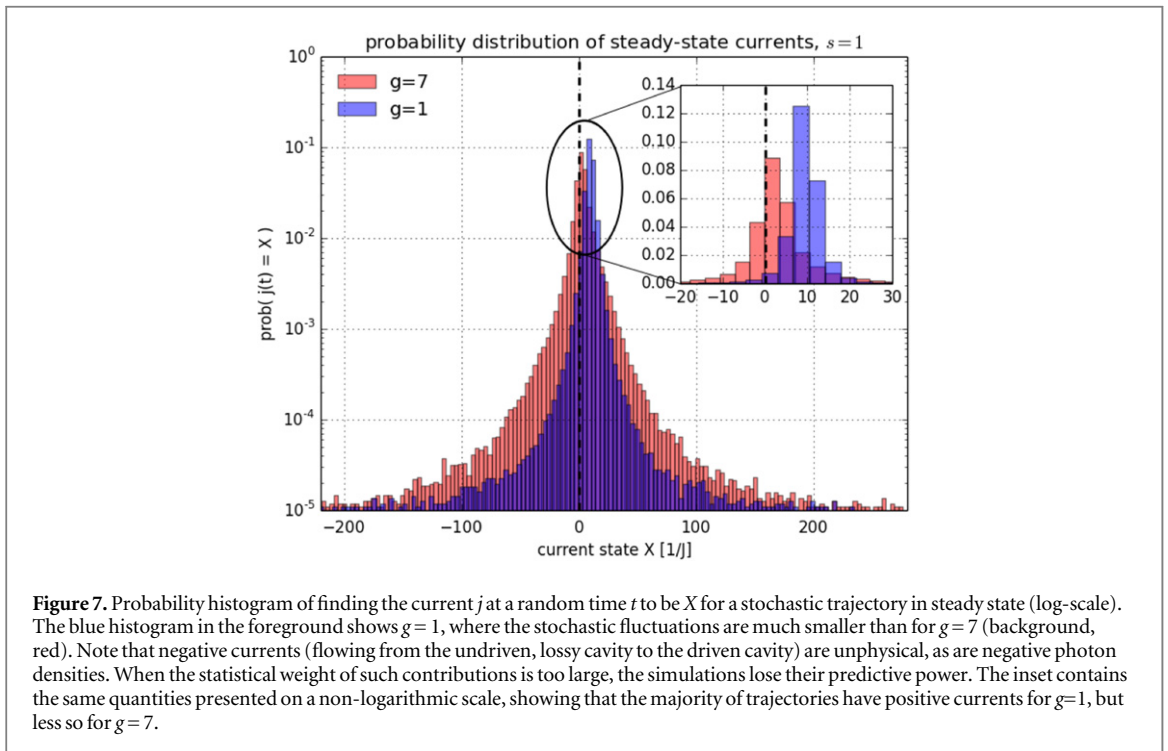 probability distribution of steady-state currents, s=1
10⁰
10⁻¹
10⁻²
10⁻³
10⁻⁴
10⁻⁵
prob( j(t) = X )
g=7
g=1
0.14
0.12
0.10
0.08
0.06
0.04
0.02
0.00
−20 −10 0 10 20 30
−200 −100 0 100 200
current state X [1/J]
Figure 7. Probability histogram of finding the current j at a random time t to be X for a stochastic trajectory in steady state (log-scale).
The blue histogram in the foreground shows g = 1, where the stochastic fluctuations are much smaller than for g = 7 (background,
red). Note that negative currents (flowing from the undriven, lossy cavity to the driven cavity) are unphysical, as are negative photon
densities. When the statistical weight of such contributions is too large, the simulations lose their predictive power. The inset contains
the same quantities presented on a non-logarithmic scale, showing that the majority of trajectories have positive currents for g=1, but
less so for g = 7.